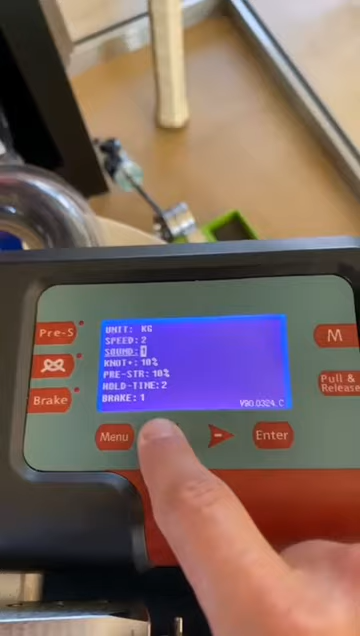 UNIT: KG
SPEED: 2
SOUND: 1
KNOT+: 10%
PRE-STR: 10%
HOLD-TIME: 2
BRAKE: 1
V90.0324.C
Pre-S
Brake
M
Pull &
Release
Menu
-
Enter